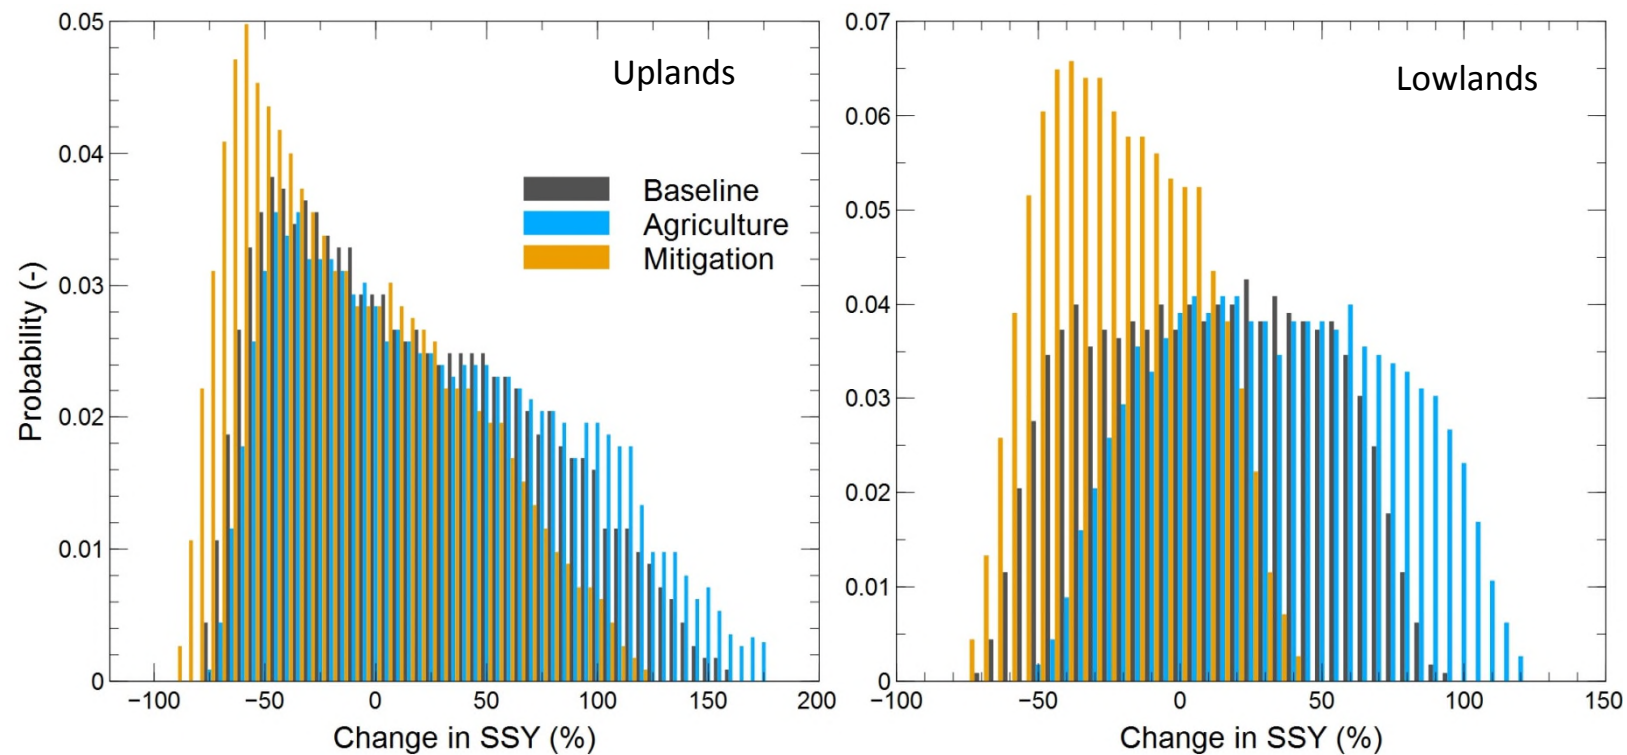 Uplands
Lowlands
Baseline
Agriculture
Mitigation
Probability (-)
0.05
0.04
0.03
0.02
0.01
0
−100 −50 0 50 100 150 200
Change in SSY (%)
0.07
0.06
0.05
0.04
0.03
0.02
0.01
0
−100 −50 0 50 100 150
Change in SSY (%)